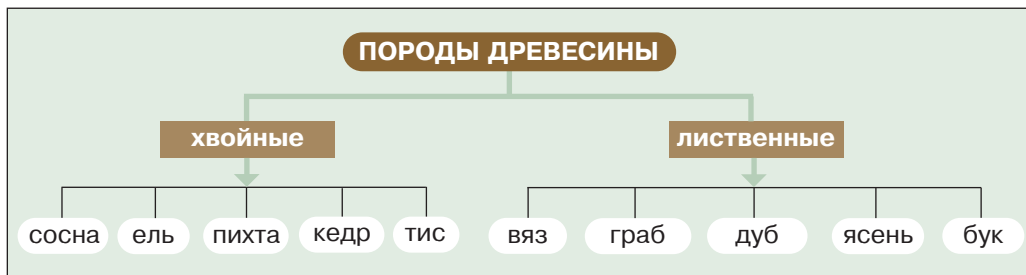 ПОРОДЫ ДРЕВЕСИНЫ
хвойные
лиственные
сосна ель пихта кедр тис вяз граб дуб ясень бук